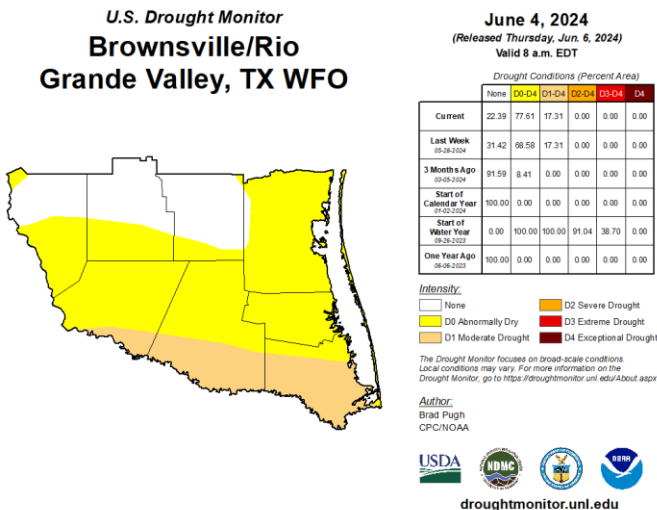 U.S. Drought Monitor
Brownsville/Rio
Grande Valley, TX WFO
June 4, 2024
(Released Thursday, Jun. 6, 2024)
Valid 8 a.m. EDT
Drought Conditions (Percent Area)
None D0-D4 D1-D4 D2-D4 D3-D4 D4
Current 22.39 77.61 17.31 0.00 0.00 0.00
Last Week
05-28-2024 31.42 68.58 17.31 0.00 0.00 0.00
3 Months Ago
03-05-2024 91.59 8.41 0.00 0.00 0.00 0.00
Start of
Calendar Year
01-02-2024 100.00 0.00 0.00 0.00 0.00 0.00
Start of
Water Year
09-26-2023 0.00 100.00 100.00 91.04 38.70 0.00
One Year Ago
06-06-2023 100.00 0.00 0.00 0.00 0.00 0.00
Intensity:
None
D0 Abnormally Dry
D1 Moderate Drought
D2 Severe Drought
D3 Extreme Drought
D4 Exceptional Drought
The Drought Monitor focuses on broad-scale conditions.
Local conditions may vary. For more information on the
Drought Monitor, go to https://droughtmonitor.unl.edu/About.aspx
Author:
Brad Pugh
CPC/NOAA
USDA
NDMC
NOAA
droughtmonitor.unl.edu